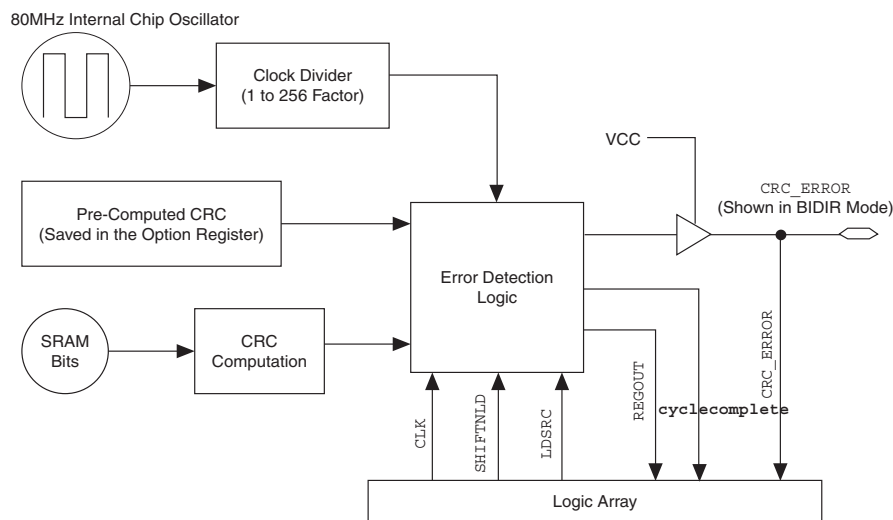 80MHz Internal Chip Oscillator
Clock Divider
(1 to 256 Factor)
VCC
CRC_ERROR
(Shown in BIDIR Mode)
Pre-Computed CRC
(Saved in the Option Register)
Error Detection
Logic
SRAM
Bits
CRC
Computation
CLK
SHIFTNLD
LDSRC
REGOUT
cyclecomplete
CRC_ERROR
Logic Array